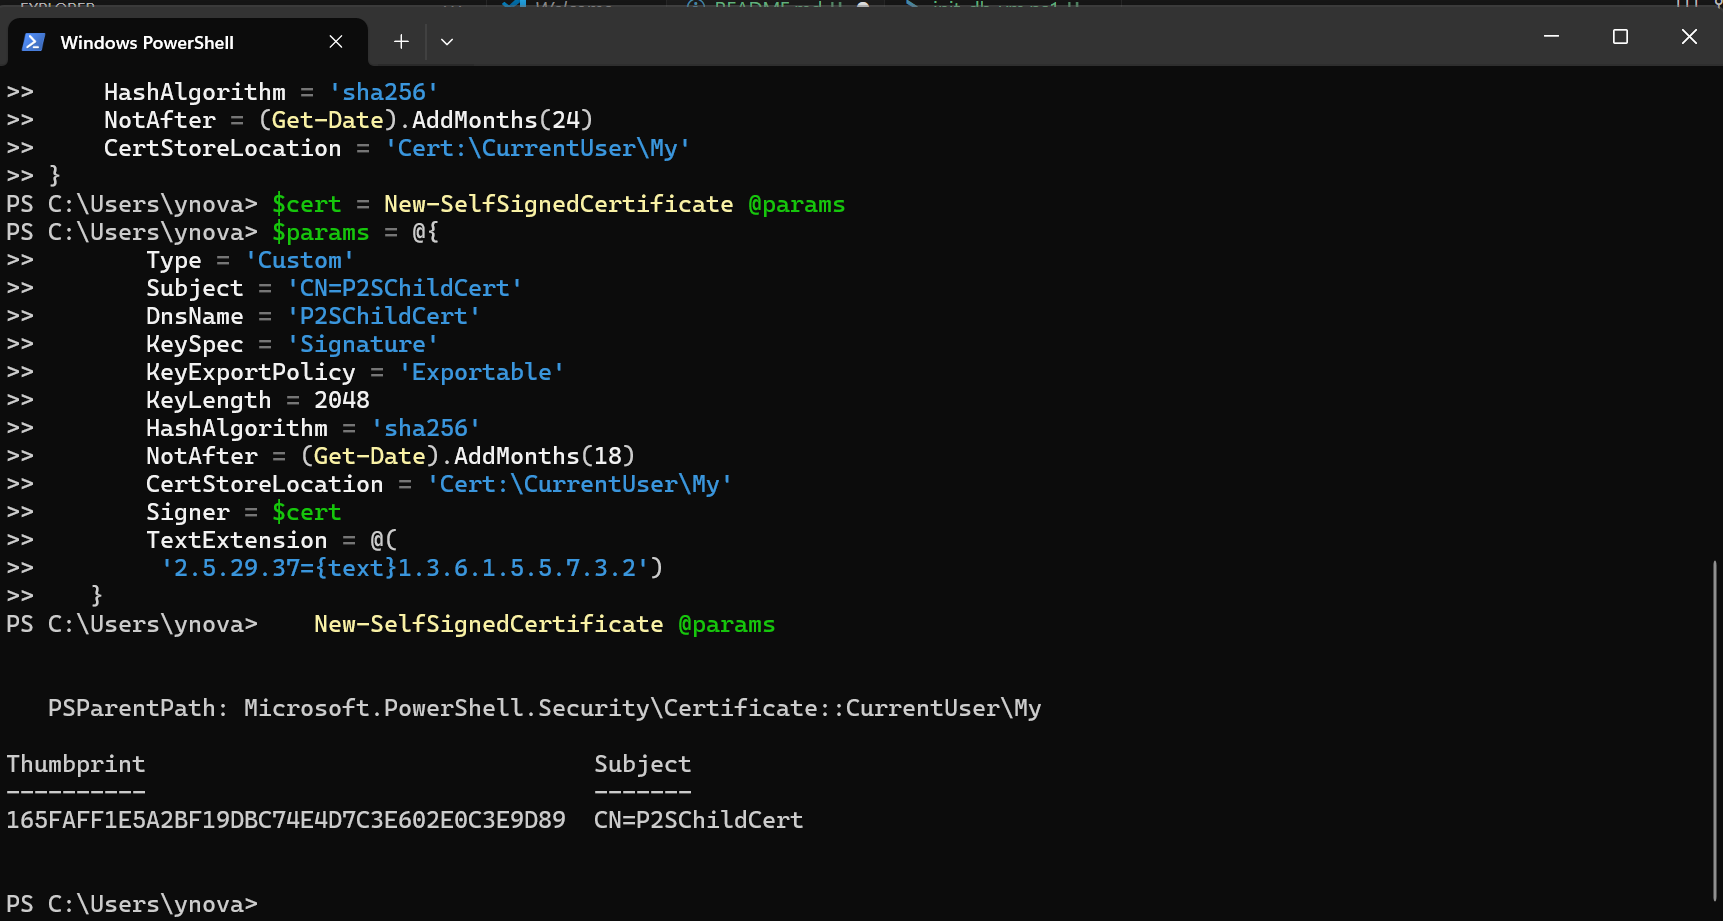 Windows PowerShell
>>     HashAlgorithm = 'sha256'
>>     NotAfter = (Get-Date).AddMonths(24)
>>     CertStoreLocation = 'Cert:\CurrentUser\My'
>> }
PS C:\Users\ynova> $cert = New-SelfSignedCertificate @params
PS C:\Users\ynova> $params = @{
>>        Type = 'Custom'
>>        Subject = 'CN=P2SChildCert'
>>        DnsName = 'P2SChildCert'
>>        KeySpec = 'Signature'
>>        KeyExportPolicy = 'Exportable'
>>        KeyLength = 2048
>>        HashAlgorithm = 'sha256'
>>        NotAfter = (Get-Date).AddMonths(18)
>>        CertStoreLocation = 'Cert:\CurrentUser\My'
>>        Signer = $cert
>>        TextExtension = @(
>>         '2.5.29.37={text}1.3.6.1.5.5.7.3.2')
>>    }
PS C:\Users\ynova>    New-SelfSignedCertificate @params
   PSParentPath: Microsoft.PowerShell.Security\Certificate::CurrentUser\My
Thumbprint                                Subject
----------                                -------
165FAFF1E5A2BF19DBC74E4D7C3E602E0C3E9D89  CN=P2SChildCert
PS C:\Users\ynova>